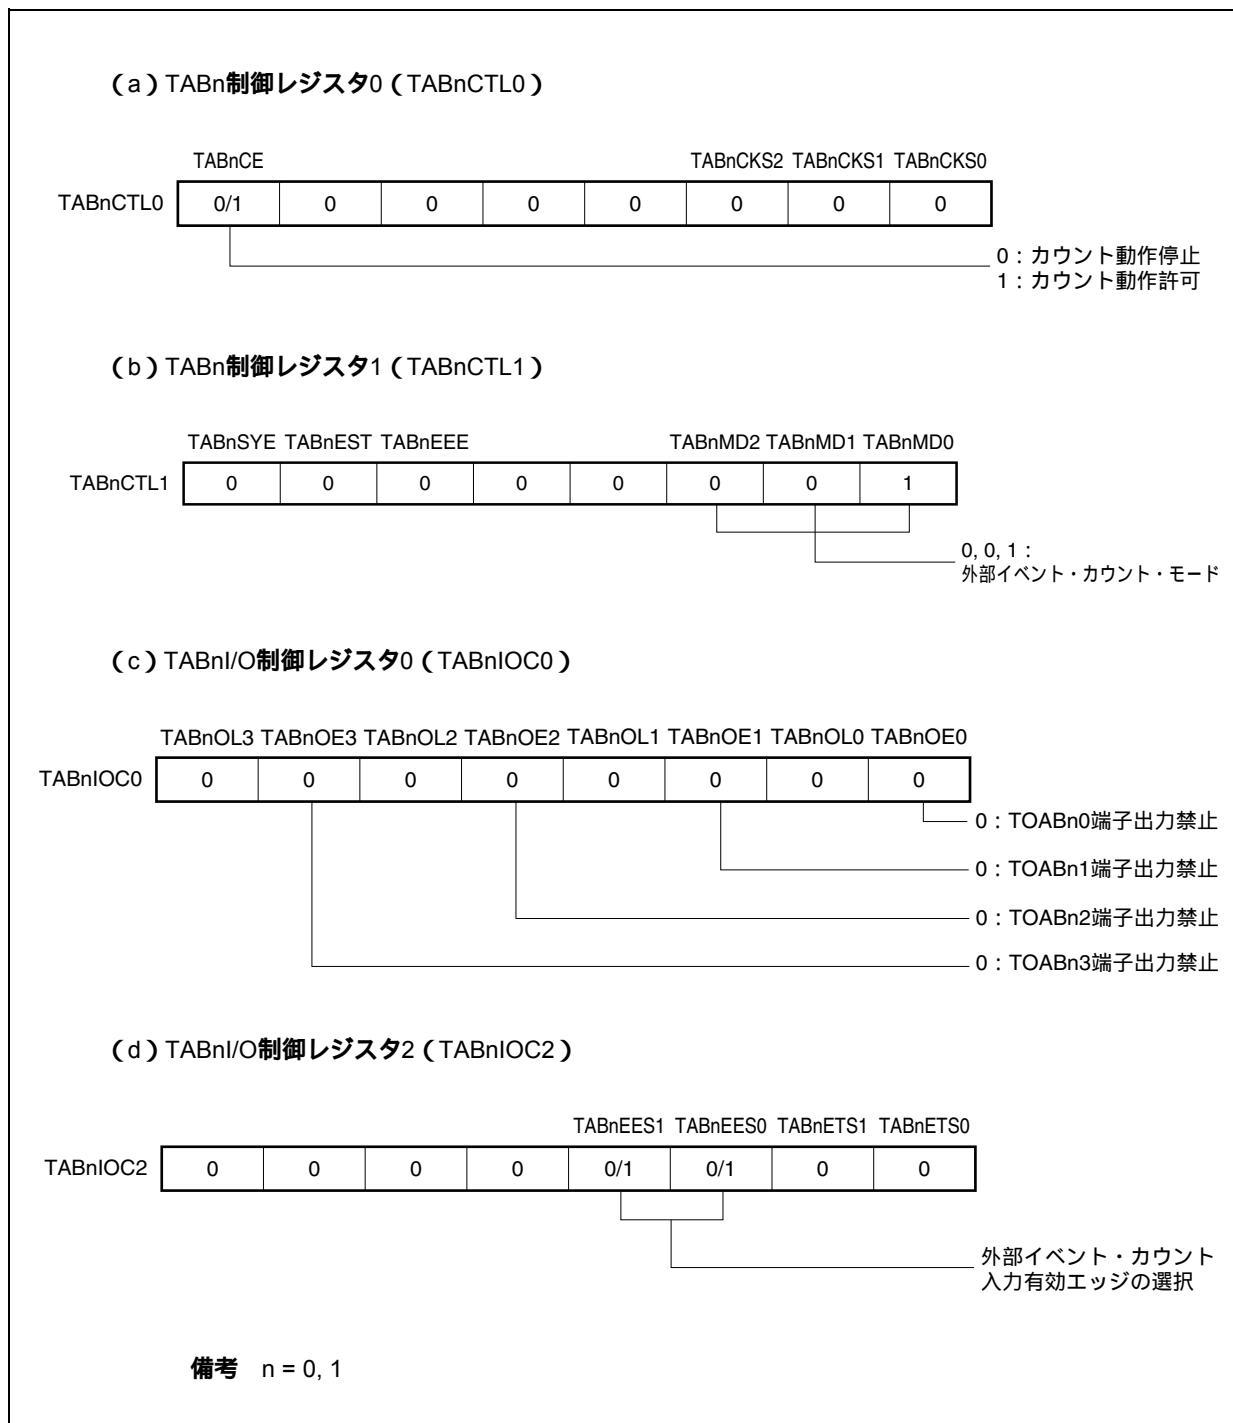 (a) TABn制御レジスタ0 (TABnCTL0)
TABnCE TABnCKS2 TABnCKS1 TABnCKS0
TABnCTL0 0/1 0 0 0 0 0 0 0
0：カウント動作停止
1：カウント動作許可
(b) TABn制御レジスタ1 (TABnCTL1)
TABnSYE TABnEST TABnEEE TABnMD2 TABnMD1 TABnMD0
TABnCTL1 0 0 0 0 0 0 0 1
0, 0, 1：
外部イベント・カウント・モード
(c) TABnI/O制御レジスタ0 (TABnIOC0)
TABnOL3 TABnOE3 TABnOL2 TABnOE2 TABnOL1 TABnOE1 TABnOL0 TABnOE0
TABnIOC0 0 0 0 0 0 0 0 0
0：TOABn0端子出力禁止
0：TOABn1端子出力禁止
0：TOABn2端子出力禁止
0：TOABn3端子出力禁止
(d) TABnI/O制御レジスタ2 (TABnIOC2)
TABnEES1 TABnEES0 TABnETS1 TABnETS0
TABnIOC2 0 0 0 0 0/1 0/1 0 0
外部イベント・カウント
入力有効エッジの選択
備考 n = 0, 1